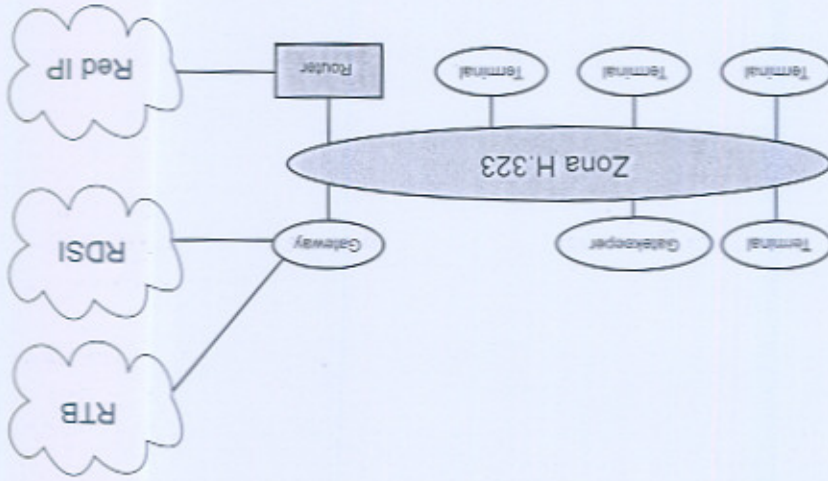 RTB
Terminal
Gatekeeper
Gateway
RDSI
Zona H.323
Terminal
Terminal
Terminal
Router
Red IP